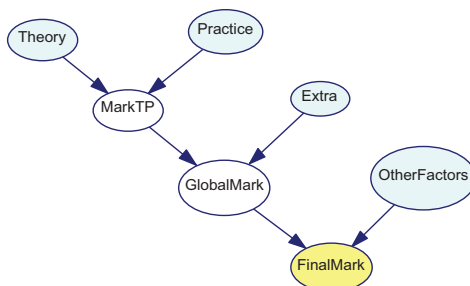 Theory
Practice
MarkTP
Extra
GlobalMark
OtherFactors
FinalMark